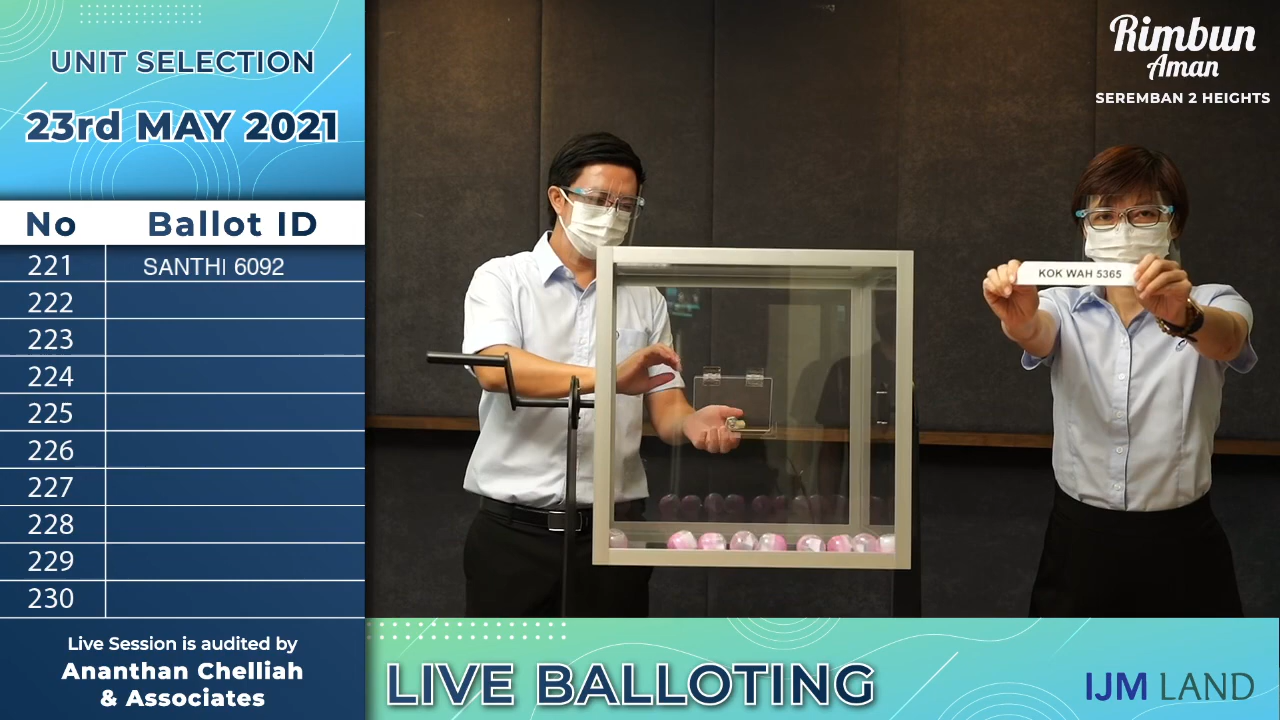 UNIT SELECTION
23rd MAY 2021
No Ballot ID
221 SANTHI 6092
222
223
224
225
226
227
228
229
230
Live Session is audited by
Ananthan Chelliah
& Associates
Rimbun
Aman
SEREMBAN 2 HEIGHTS
KOK WAH 5365
LIVE BALLOTING
IJM LAND